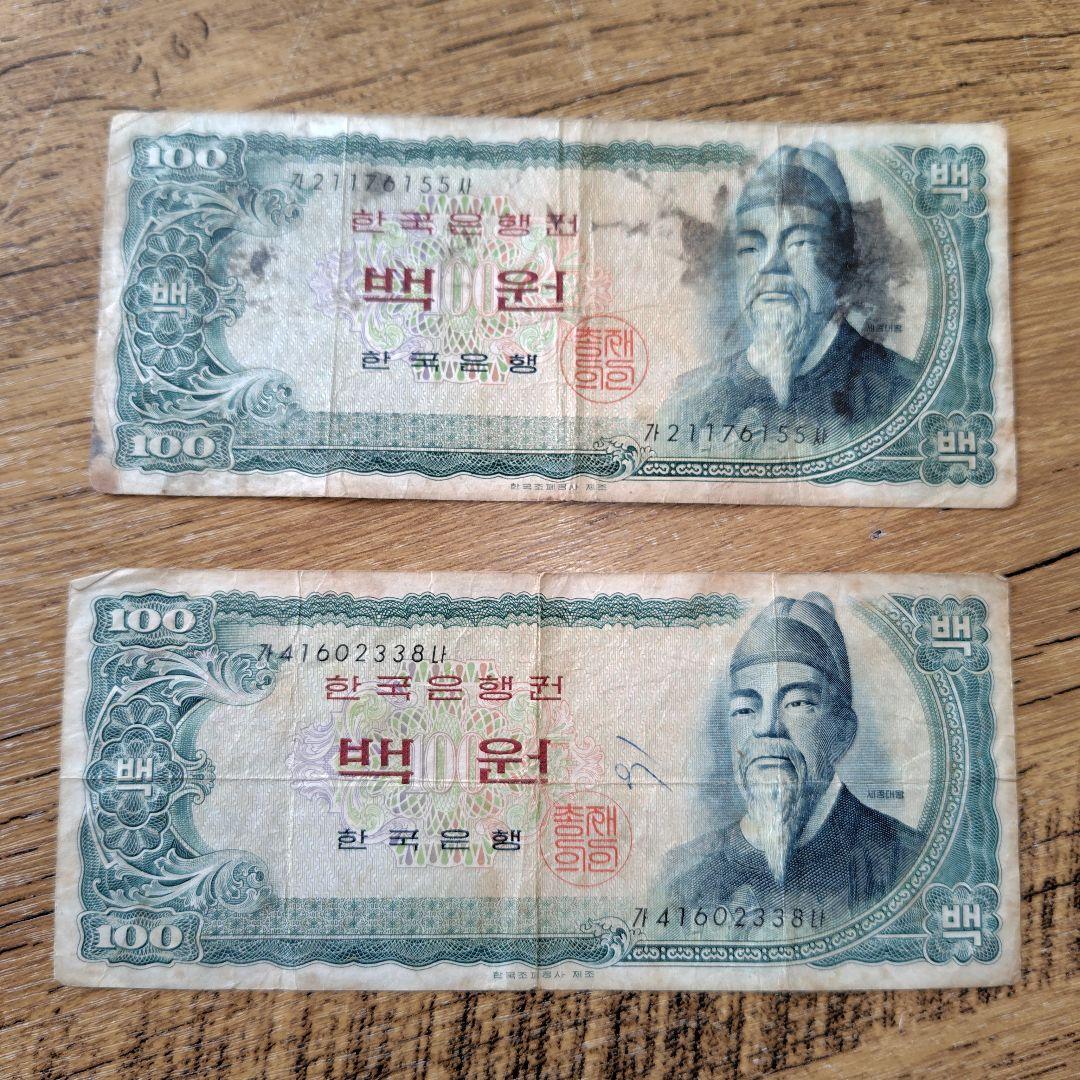 100
백
가21176155사
한국은행권
백
백원
한국은행
총재의인
세종대왕
가21176155사
100
백
한국조폐공사 제조
100
백
가41602338나
한국은행권
백
100
백원
한국은행
총재의인
세종대왕
가41602338나
100
백
한국조폐공사 제조